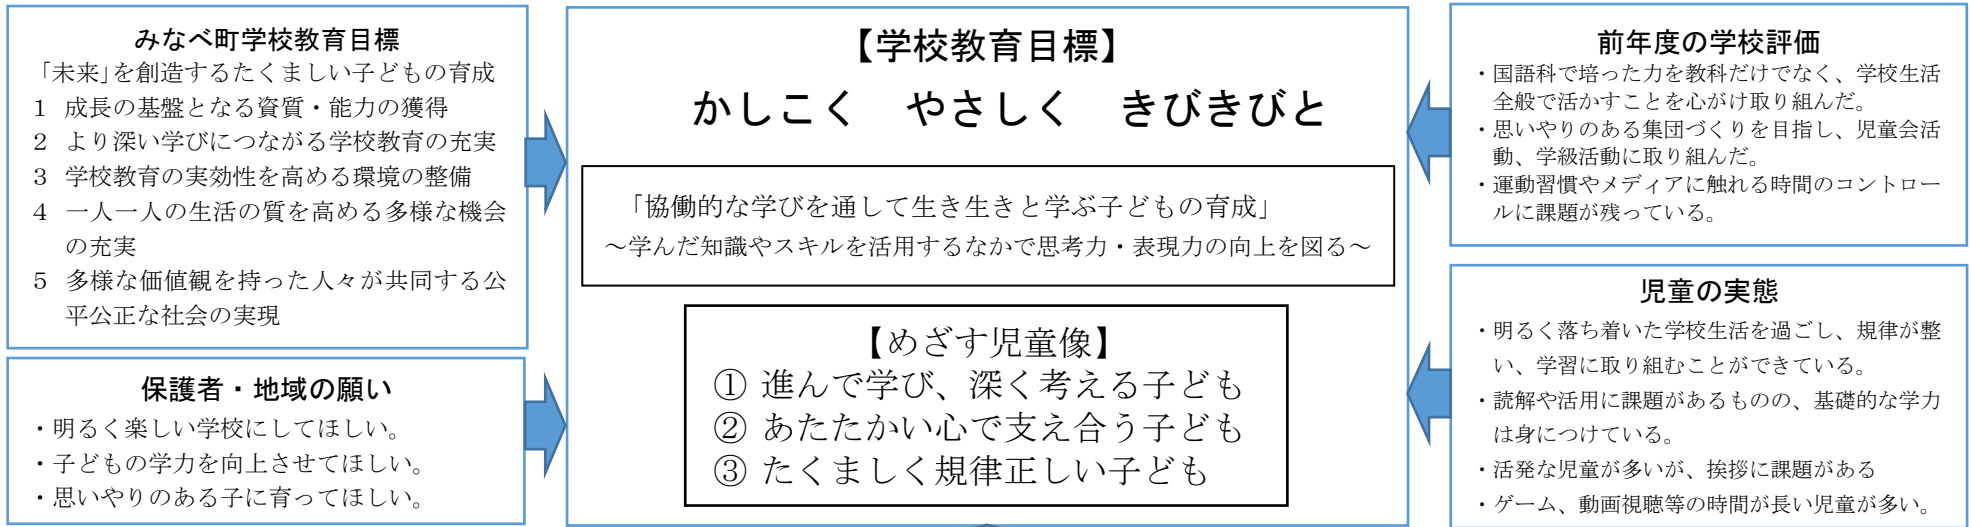 みなべ町学校教育目標
「未来」を創造するたくましい子どもの育成
1 成長の基盤となる資質・能力の獲得
2 より深い学びにつながる学校教育の充実
3 学校教育の実効性を高める環境の整備
4 一人一人の生活の質を高める多様な機会
の充実
5 多様な価値観を持った人々が共同する公
平公正な社会の実現
保護者・地域の願い
・明るく楽しい学校にしてほしい。
・子どもの学力を向上させてほしい。
・思いやりのある子に育ってほしい。
【学校教育目標】
かしこく やさしく きびきびと
「協働的な学びを通して生き生きと学ぶ子どもの育成」
～学んだ知識やスキルを活用するなかで思考力・表現力の向上を図る～
【めざす児童像】
① 進んで学び、深く考える子ども
② あたたかい心で支え合う子ども
③ たくましく規律正しい子ども
前年度の学校評価
・国語科で培った力を教科だけでなく、学校生活
全般で活かすことを心がけ取り組んだ。
・思いやりのある集団づくりを目指し、児童会活
動、学級活動に取り組んだ。
・運動習慣やメディアに触れる時間のコントロー
ルに課題が残っている。
児童の実態
・明るく落ち着いた学校生活を過ごし、規律が整
い、学習に取り組むことができている。
・読解や活用に課題があるものの、基礎的な学力
は身につけている。
・活発な児童が多いが、挨拶に課題がある
・ゲーム、動画視聴等の時間が長い児童が多い。